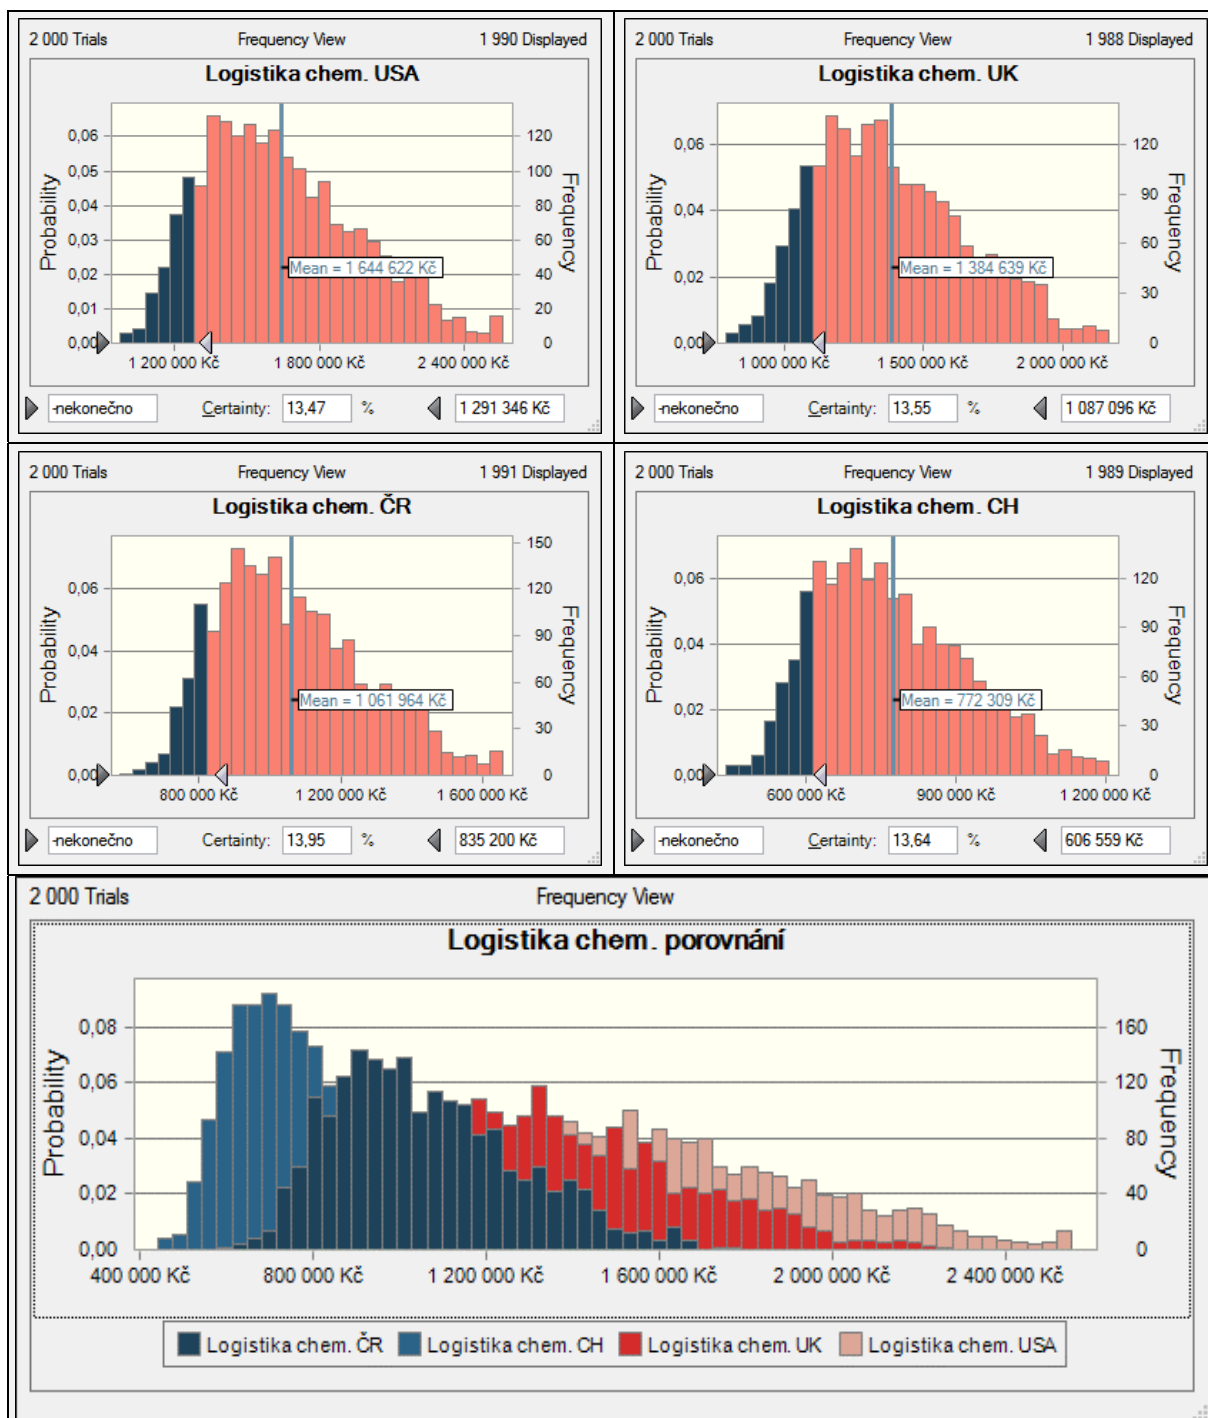 2 000 Trials Frequency View 1 990 Displayed
Logistika chem. USA
Probability
0,06
0,05
0,04
0,03
0,02
0,01
0,00
120
100
80
60
40
20
0
Frequency
Mean = 1 644 622 Kč
1 200 000 Kč 1 800 000 Kč 2 400 000 Kč
-nekonečno Certainty: 13,47 % 1 291 346 Kč
2 000 Trials Frequency View 1 988 Displayed
Logistika chem. UK
Probability
0,06
0,04
0,02
0,00
120
90
60
30
0
Frequency
Mean = 1 384 639 Kč
1 000 000 Kč 1 500 000 Kč 2 000 000 Kč
-nekonečno Certainty: 13,55 % 1 087 096 Kč
2 000 Trials Frequency View 1 991 Displayed
Logistika chem. ČR
Probability
0,06
0,04
0,02
0,00
150
120
90
60
30
0
Frequency
Mean = 1 061 964 Kč
800 000 Kč 1 200 000 Kč 1 600 000 Kč
-nekonečno Certainty: 13,95 % 835 200 Kč
2 000 Trials Frequency View 1 989 Displayed
Logistika chem. CH
Probability
0,06
0,04
0,02
0,00
120
90
60
30
0
Frequency
Mean = 772 309 Kč
600 000 Kč 900 000 Kč 1 200 000 Kč
-nekonečno Certainty: 13,64 % 606 559 Kč
2 000 Trials Frequency View
Logistika chem. porovnání
Probability
0,08
0,06
0,04
0,02
0,00
160
120
80
40
0
Frequency
400 000 Kč 800 000 Kč 1 200 000 Kč 1 600 000 Kč 2 000 000 Kč 2 400 000 Kč
Logistika chem. ČR Logistika chem. CH Logistika chem. UK Logistika chem. USA